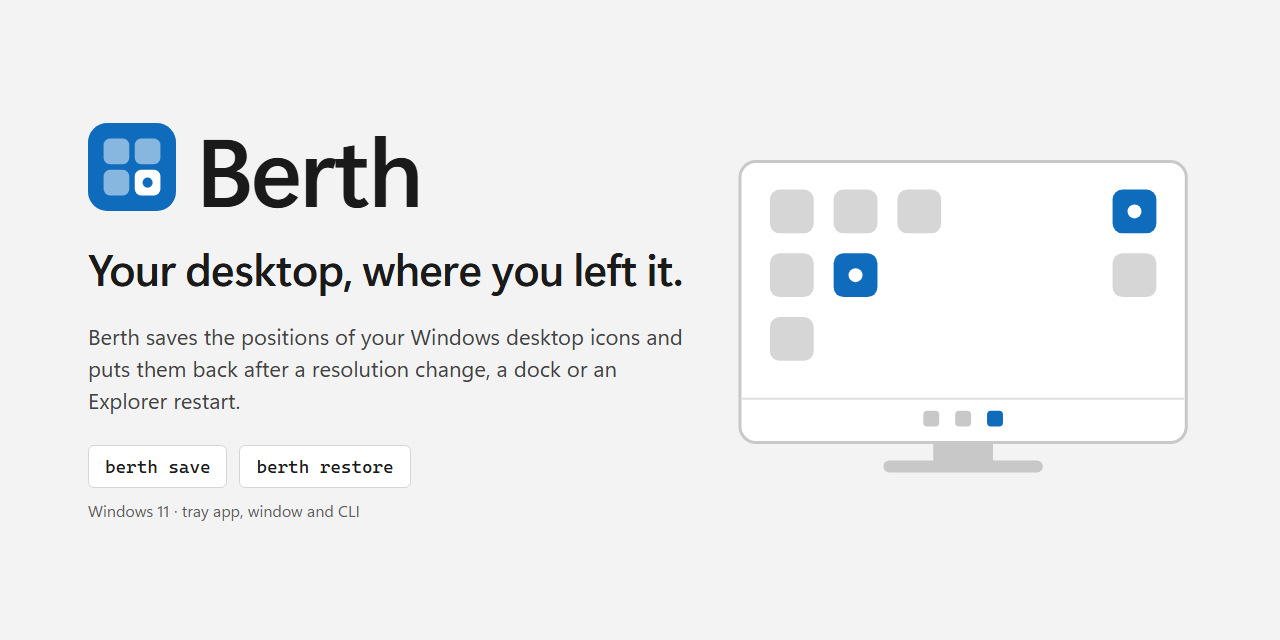 Berth
Your desktop, where you left it.
Berth saves the positions of your Windows desktop icons and
puts them back after a resolution change, a dock or an
Explorer restart.
berth save
berth restore
Windows 11 · tray app, window and CLI